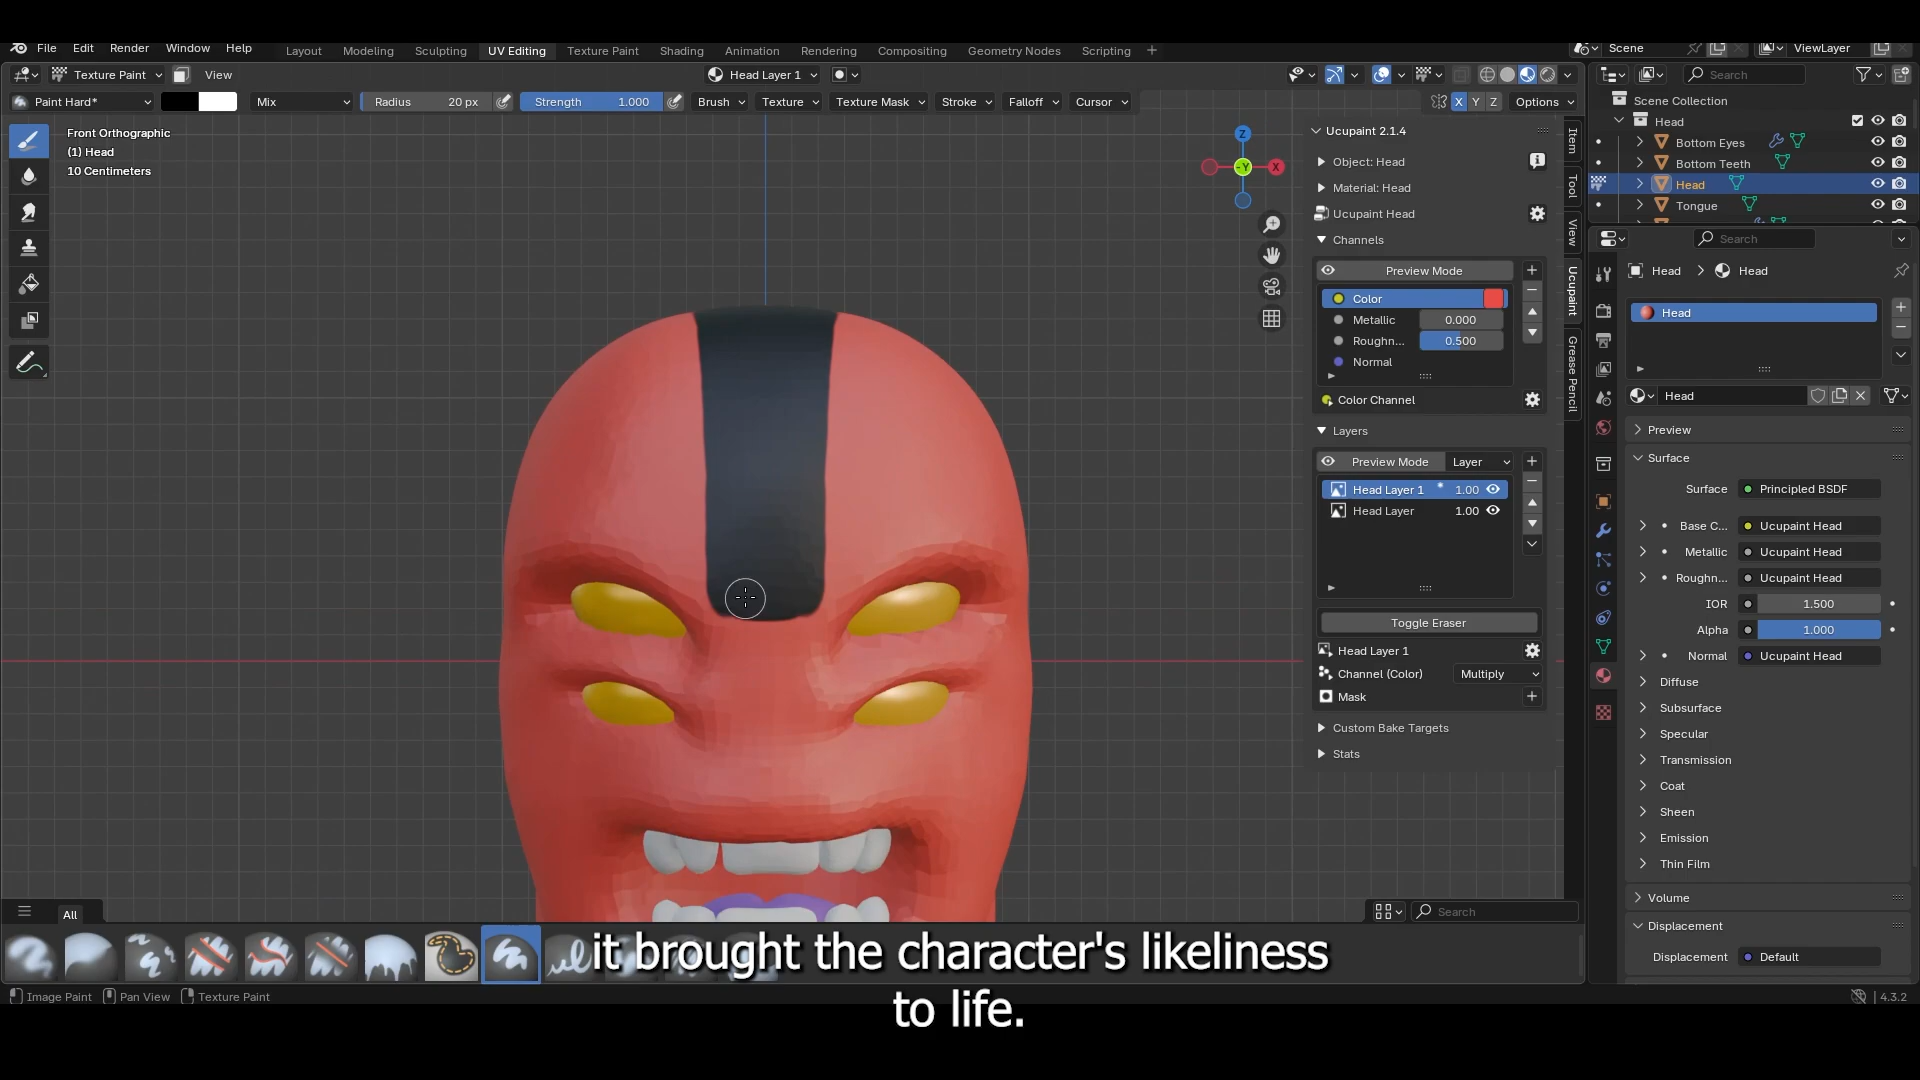 File Edit Render Window Help
Layout Modeling Sculpting UV Editing Texture Paint Shading Animation Rendering Compositing Geometry Nodes Scripting +
Scene ViewLayer
Texture Paint View Head Layer 1
Paint Hard* Mix Radius 20 px Strength 1.000 Brush Texture Texture Mask Stroke Falloff Cursor X Y Z Options
Front Orthographic
(1) Head
10 Centimeters
Z
Y
X
Ucupaint 2.1.4
Object: Head
Material: Head
Ucupaint Head
Channels
Preview Mode
Color
Metallic 0.000
Roughn... 0.500
Normal
Color Channel
Layers
Preview Mode Layer
Head Layer 1 1.00
Head Layer 1.00
Toggle Eraser
Head Layer 1
Channel (Color) Multiply
Mask
Custom Bake Targets
Stats
Item
Tool
View
Ucupaint
Grease Pencil
Search
Scene Collection
Head
Bottom Eyes
Bottom Teeth
Head
Tongue
Search
Head > Head
Head
Head
Preview
Surface
Surface Principled BSDF
Base C... Ucupaint Head
Metallic Ucupaint Head
Roughn... Ucupaint Head
IOR 1.500
Alpha 1.000
Normal Ucupaint Head
Diffuse
Subsurface
Specular
Transmission
Coat
Sheen
Emission
Thin Film
Volume
Displacement
Displacement Default
All
Search
it brought the character's likeliness
to life.
Image Paint Pan View Texture Paint
4.3.2